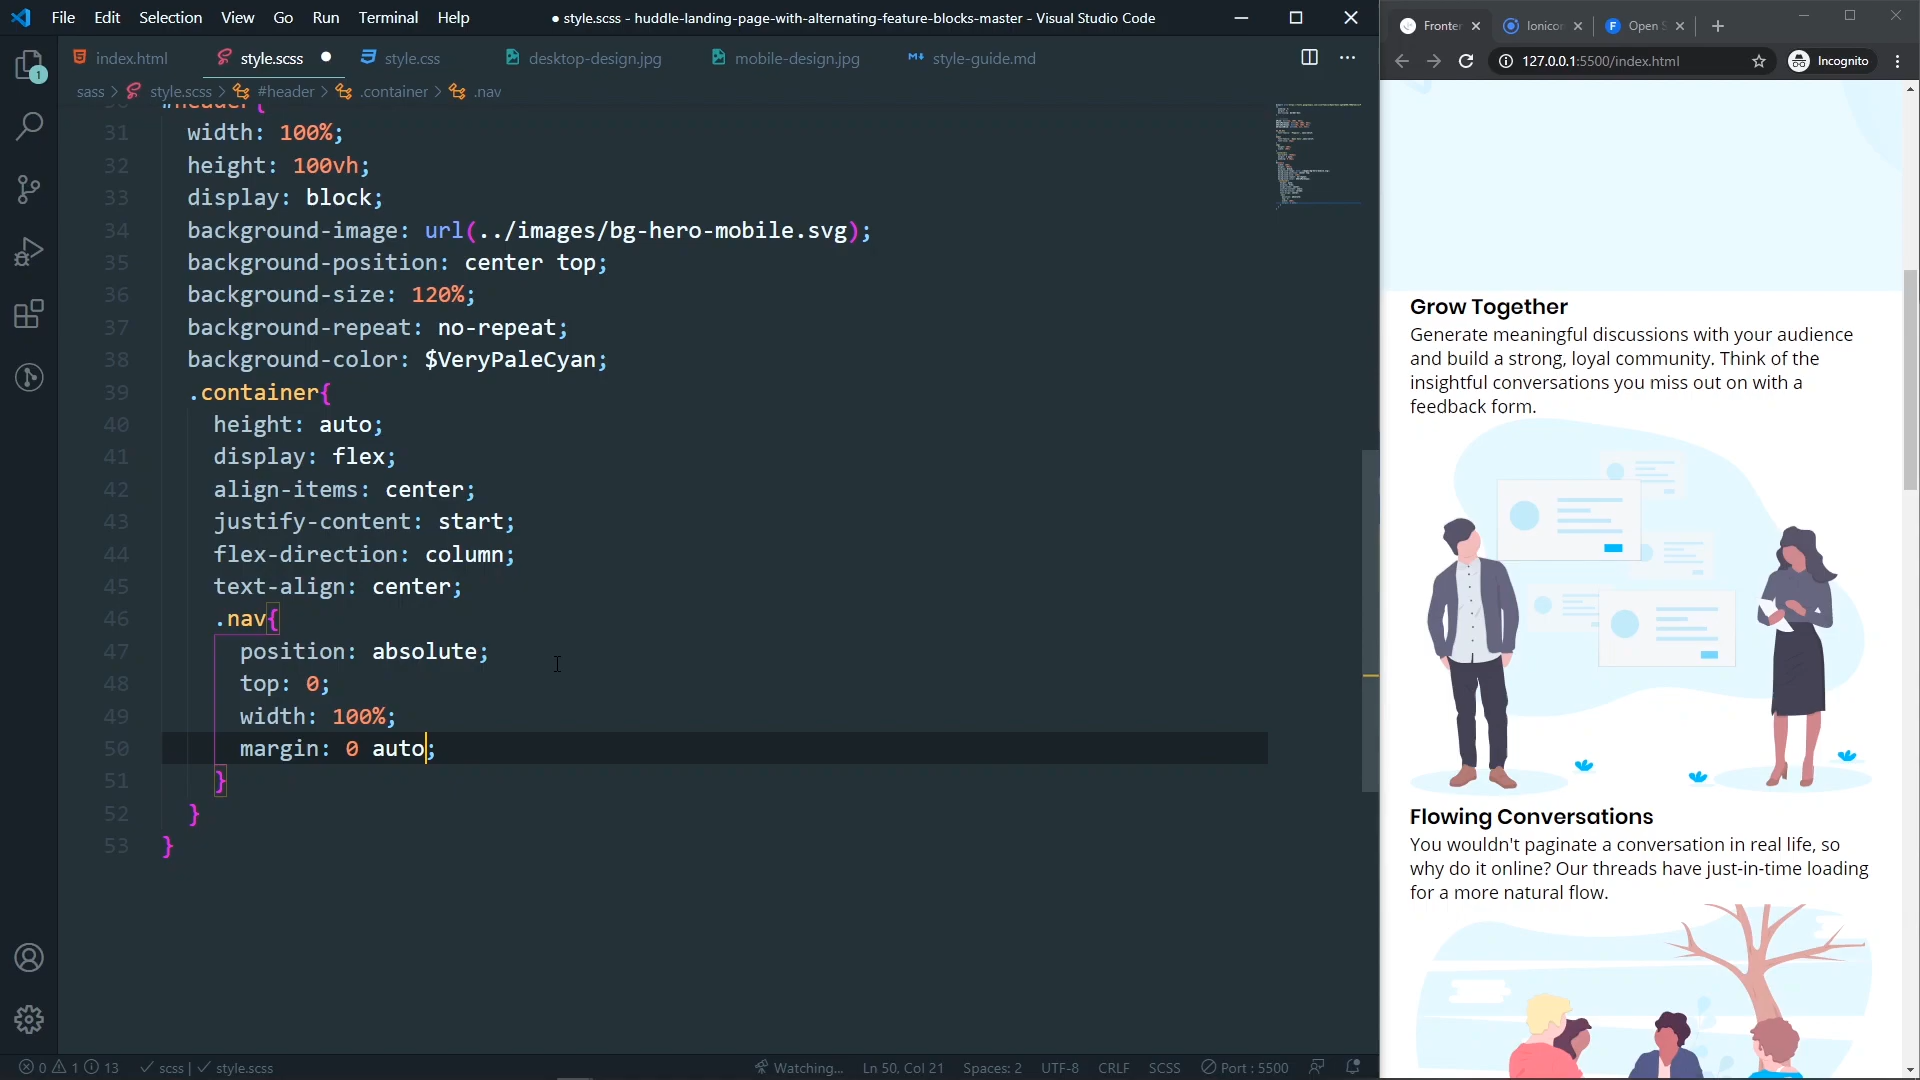 File Edit Selection View Go Run Terminal Help
● style.scss - huddle-landing-page-with-alternating-feature-blocks-master - Visual Studio Code
index.html style.scss style.css desktop-design.jpg mobile-design.jpg style-guide.md
sass > style.scss > #header > .container > .nav
#header{
31 width: 100%;
32 height: 100vh;
33 display: block;
34 background-image: url(../images/bg-hero-mobile.svg);
35 background-position: center top;
36 background-size: 120%;
37 background-repeat: no-repeat;
38 background-color: $VeryPaleCyan;
39 .container{
40 height: auto;
41 display: flex;
42 align-items: center;
43 justify-content: start;
44 flex-direction: column;
45 text-align: center;
46 .nav{
47 position: absolute;
48 top: 0;
49 width: 100%;
50 margin: 0 auto;
51 }
52 }
53 }
1
0 1 13 scss | style.scss
Watching... Ln 50, Col 21 Spaces: 2 UTF-8 CRLF SCSS Port : 5500
Fronter Ionicon Open S
127.0.0.1:5500/index.html Incognito
Grow Together
Generate meaningful discussions with your audience
and build a strong, loyal community. Think of the
insightful conversations you miss out on with a
feedback form.
Flowing Conversations
You wouldn't paginate a conversation in real life, so
why do it online? Our threads have just-in-time loading
for a more natural flow.